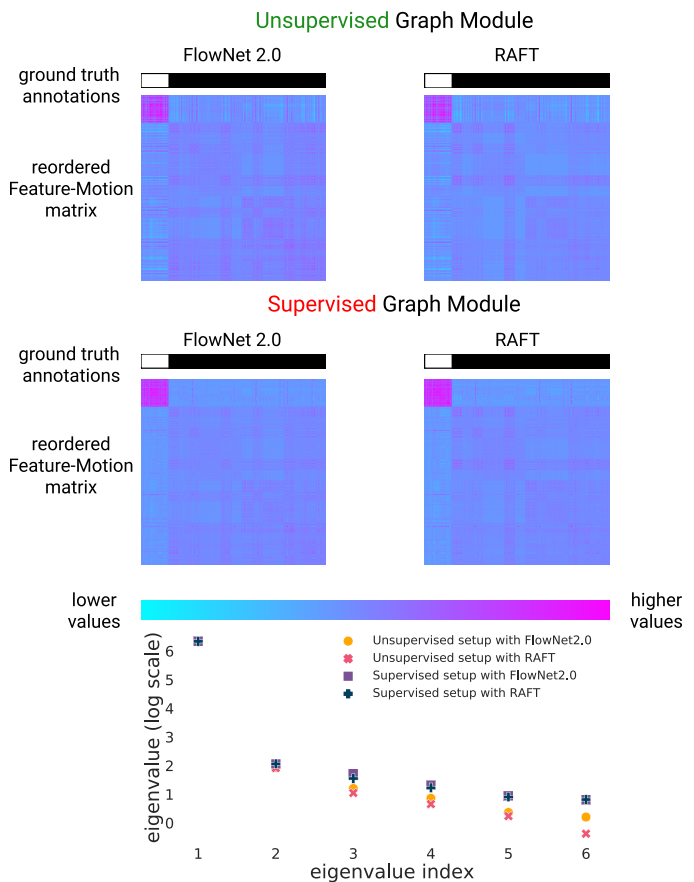 Unsupervised Graph Module
FlowNet 2.0
RAFT
ground truth
annotations
reordered
Feature-Motion
matrix
Supervised Graph Module
FlowNet 2.0
RAFT
ground truth
annotations
reordered
Feature-Motion
matrix
lower
values
higher
values
eigenvalue (log scale)
6
5
4
3
2
1
0
Unsupervised setup with FlowNet2.0
Unsupervised setup with RAFT
Supervised setup with FlowNet2.0
Supervised setup with RAFT
1 2 3 4 5 6
eigenvalue index